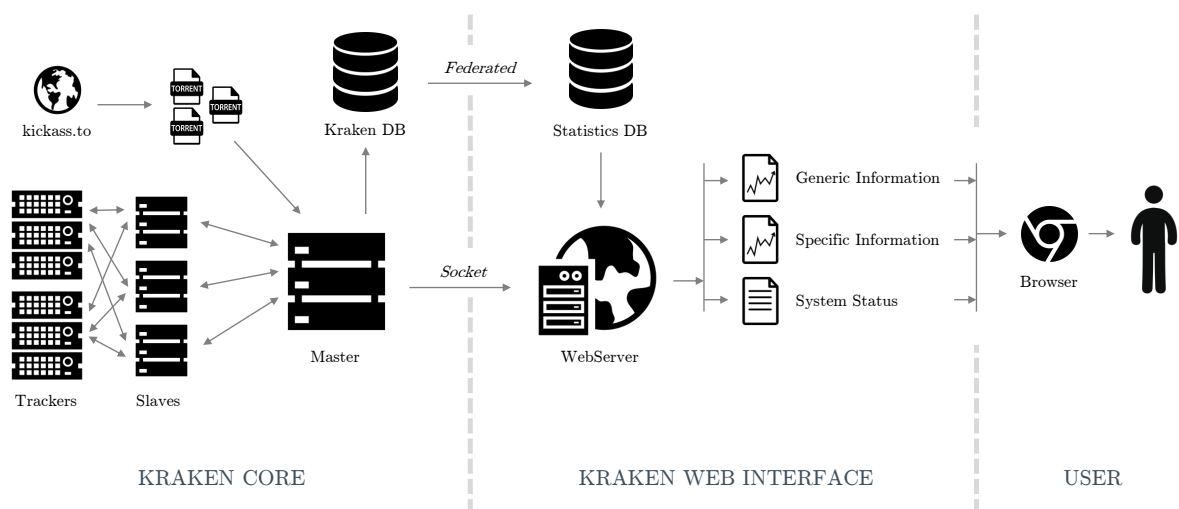 kickass.to
TORRENT
TORRENT
TORRENT
Kraken DB
Federated
Statistics DB
Generic Information
Specific Information
System Status
Socket
Browser
Master
WebServer
Trackers
Slaves
KRAKEN CORE
KRAKEN WEB INTERFACE
USER